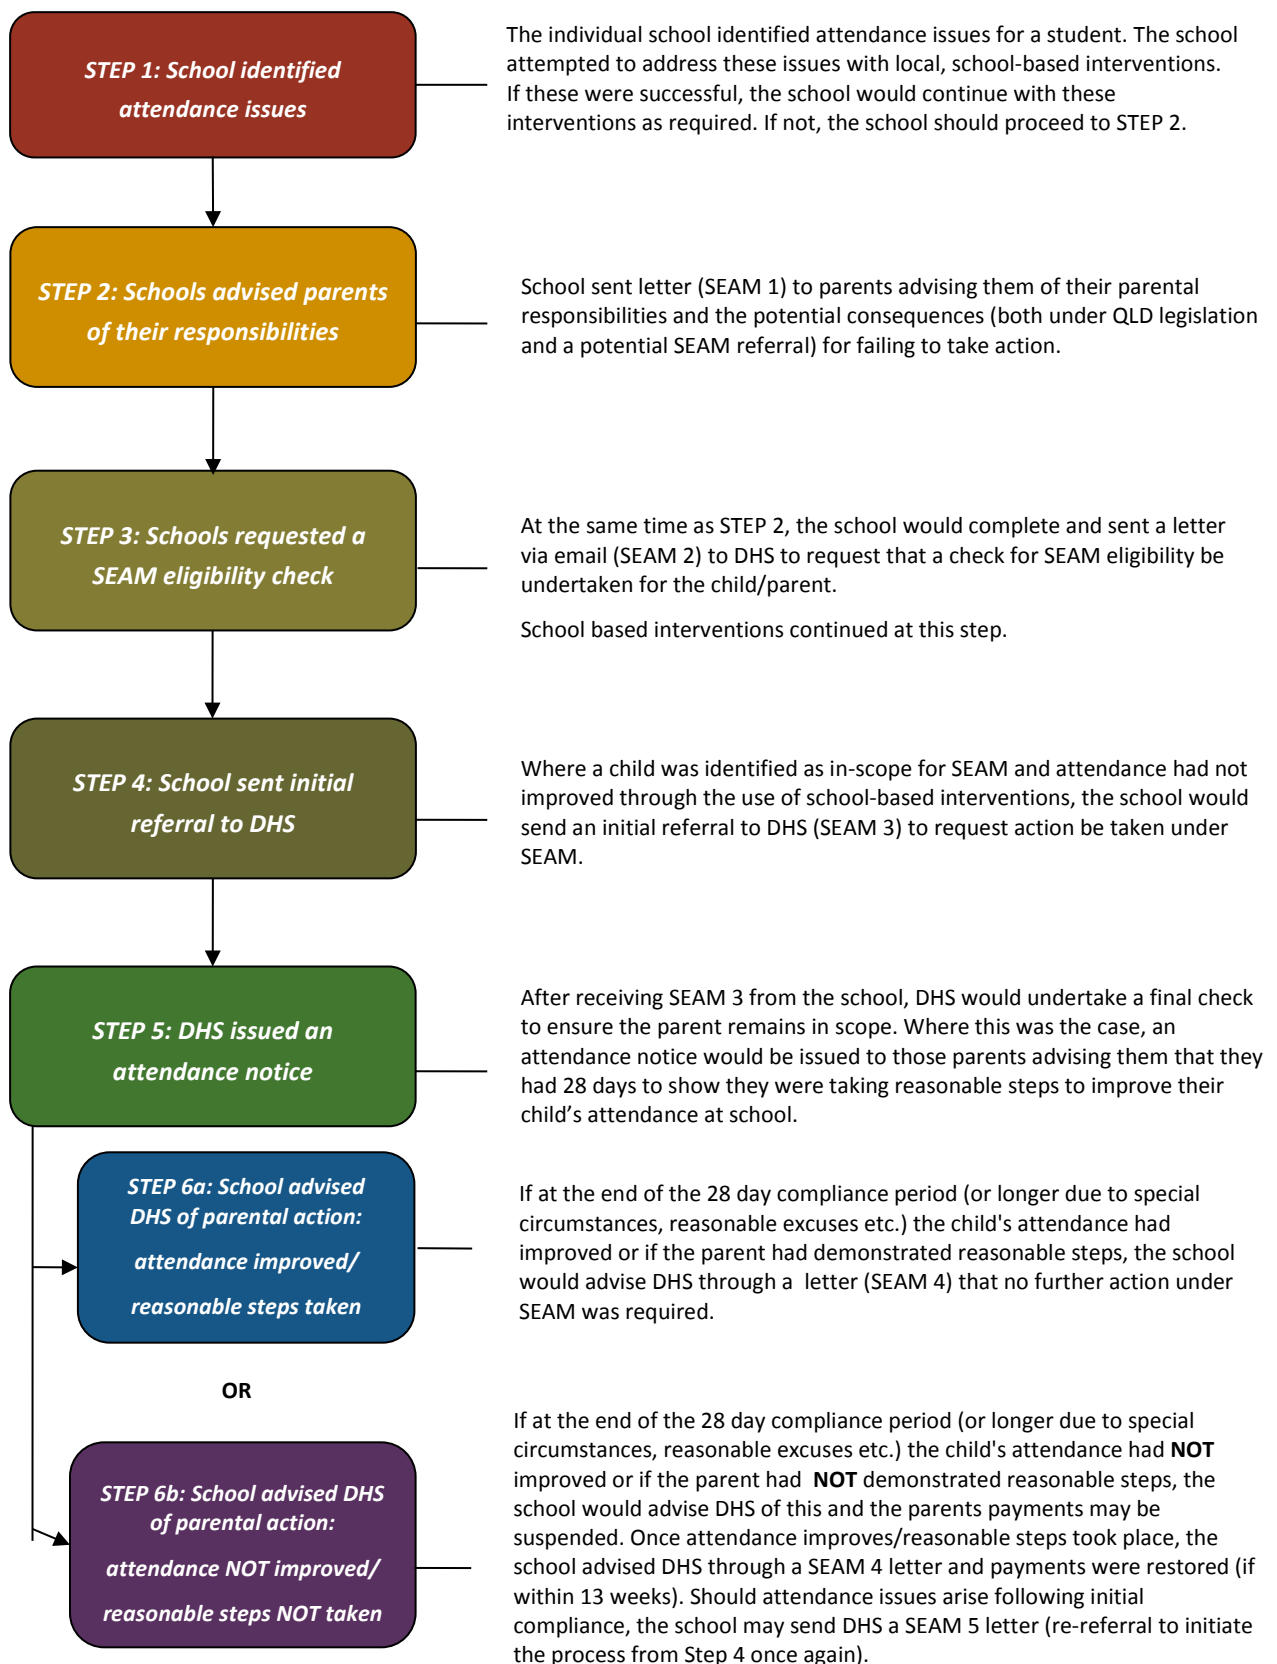 STEP 1: School identified
attendance issues
The individual school identified attendance issues for a student. The school
attempted to address these issues with local, school-based interventions.
If these were successful, the school would continue with these
interventions as required. If not, the school should proceed to STEP 2.
STEP 2: Schools advised parents
of their responsibilities
School sent letter (SEAM 1) to parents advising them of their parental
responsibilities and the potential consequences (both under QLD legislation
and a potential SEAM referral) for failing to take action.
STEP 3: Schools requested a
SEAM eligibility check
At the same time as STEP 2, the school would complete and sent a letter
via email (SEAM 2) to DHS to request that a check for SEAM eligibility be
undertaken for the child/parent.
School based interventions continued at this step.
STEP 4: School sent initial
referral to DHS
Where a child was identified as in-scope for SEAM and attendance had not
improved through the use of school-based interventions, the school would
send an initial referral to DHS (SEAM 3) to request action be taken under
SEAM.
STEP 5: DHS issued an
attendance notice
After receiving SEAM 3 from the school, DHS would undertake a final check
to ensure the parent remains in scope. Where this was the case, an
attendance notice would be issued to those parents advising them that they
had 28 days to show they were taking reasonable steps to improve their
child’s attendance at school.
STEP 6a: School advised
DHS of parental action:
attendance improved/
reasonable steps taken
If at the end of the 28 day compliance period (or longer due to special
circumstances, reasonable excuses etc.) the child's attendance had
improved or if the parent had demonstrated reasonable steps, the school
would advise DHS through a letter (SEAM 4) that no further action under
SEAM was required.
OR
STEP 6b: School advised DHS
of parental action:
attendance NOT improved/
reasonable steps NOT taken
If at the end of the 28 day compliance period (or longer due to special
circumstances, reasonable excuses etc.) the child's attendance had NOT
improved or if the parent had NOT demonstrated reasonable steps, the
school would advise DHS of this and the parents payments may be
suspended. Once attendance improves/reasonable steps took place, the
school advised DHS through a SEAM 4 letter and payments were restored (if
within 13 weeks). Should attendance issues arise following initial
compliance, the school may send DHS a SEAM 5 letter (re-referral to initiate
the process from Step 4 once again).